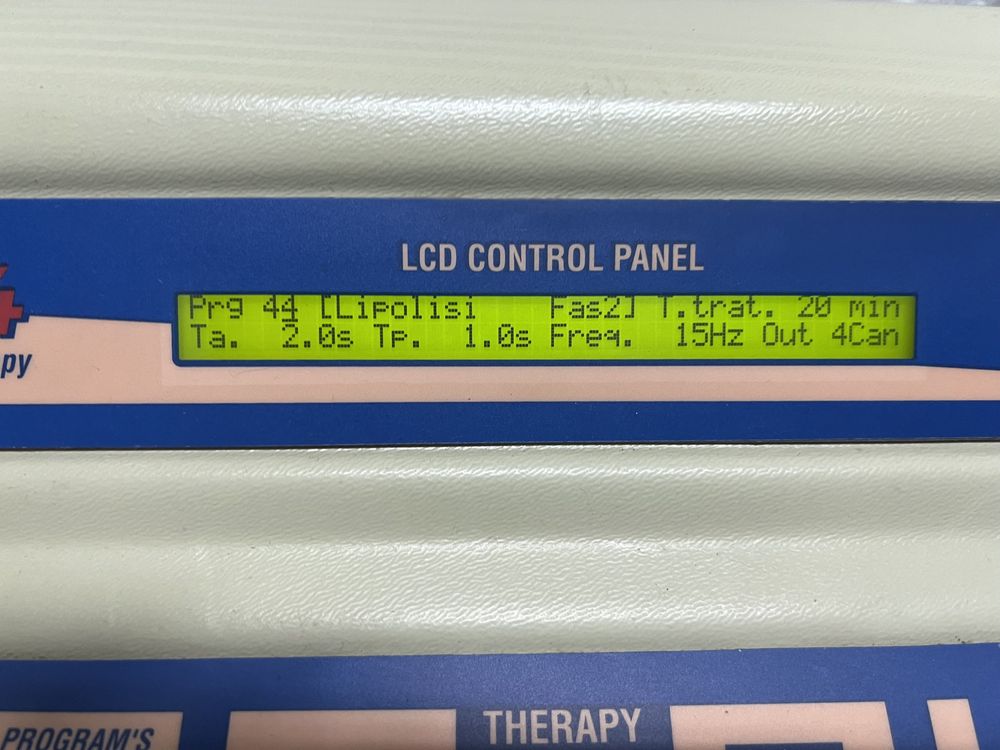 LCD CONTROL PANEL
Prg 44 [Lipolisi Fas2] T.trat. 20 min
Ta. 2.0s Tp. 1.0s Freq. 15Hz Out 4Can
py
PROGRAM'S
THERAPY